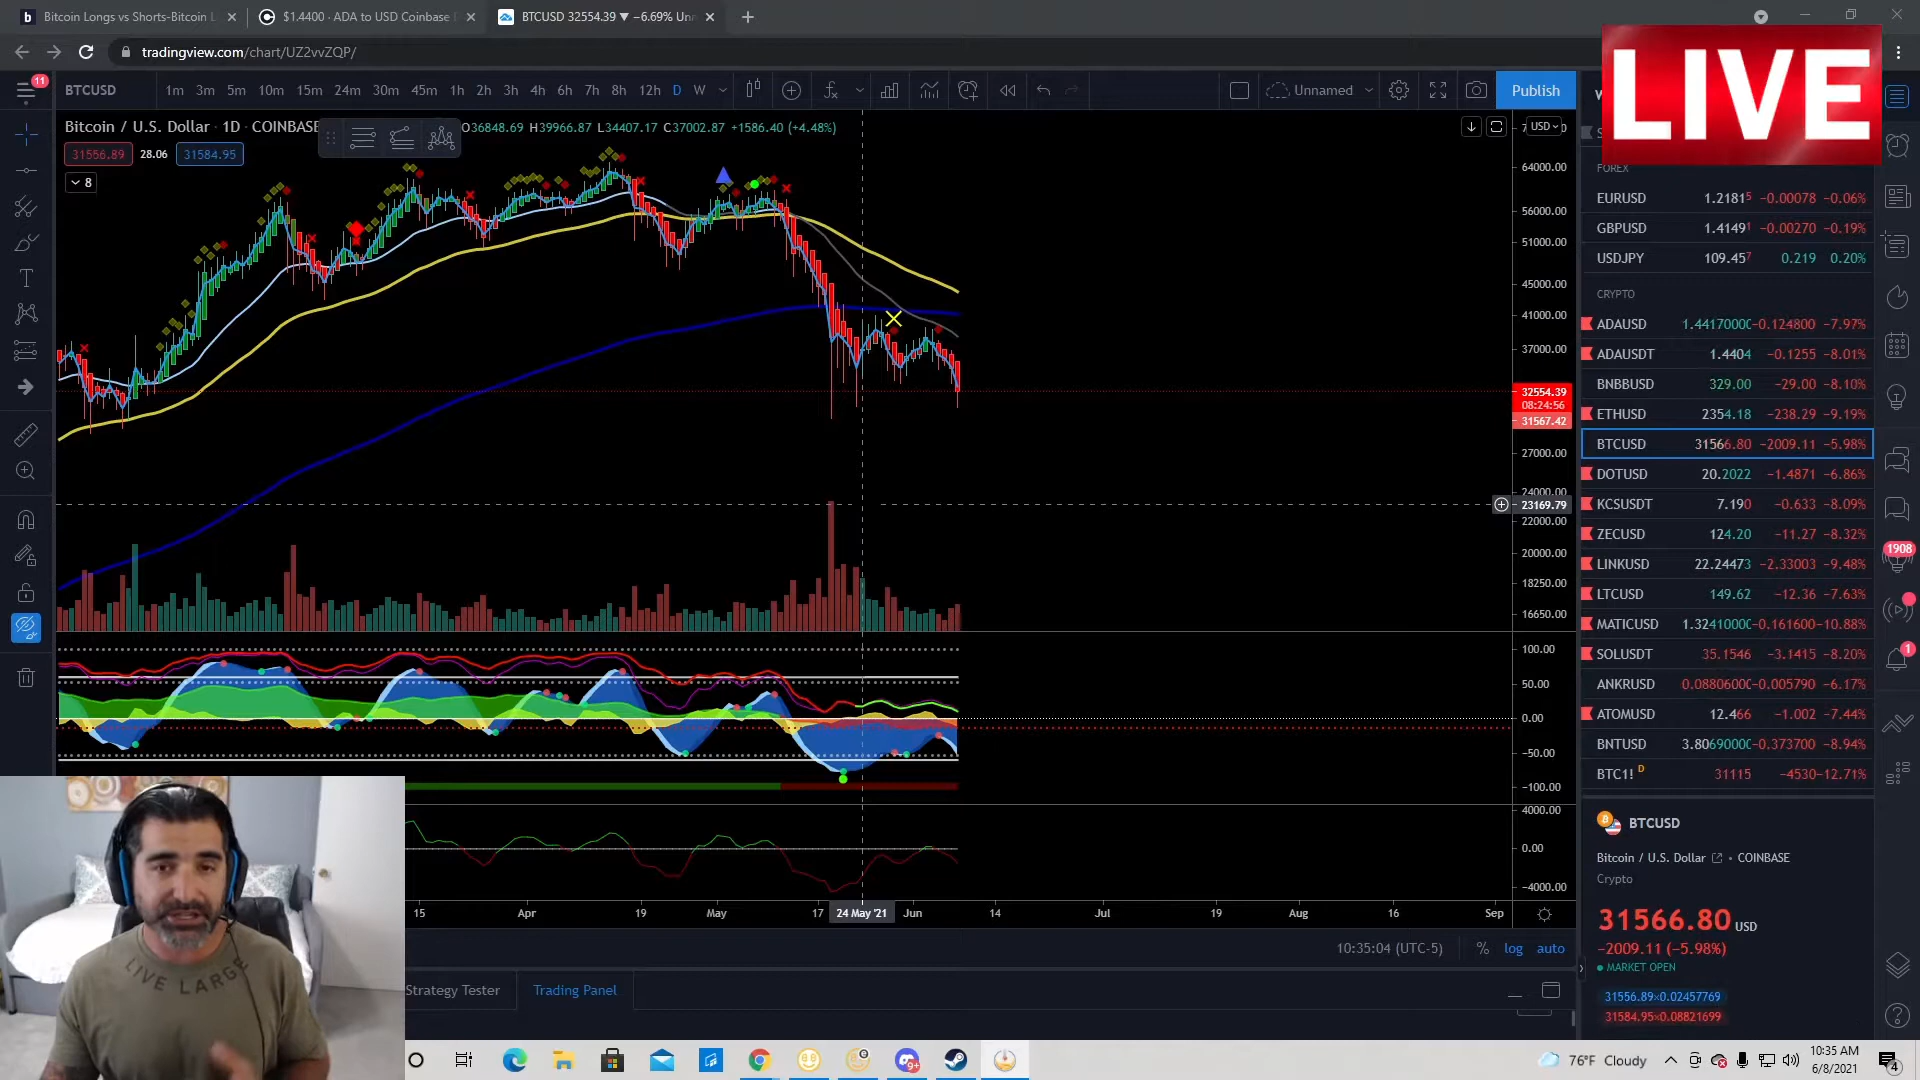 Bitcoin Longs vs Shorts-Bitcoin L
$1.4400 · ADA to USD Coinbase
BTCUSD 32554.39 ▼ −6.69% Un
tradingview.com/chart/UZ2vvZQP/
LIVE
11
BTCUSD
1m 3m 5m 10m 15m 24m 30m 45m 1h 2h 3h 4h 6h 7h 8h 12h D W
Unnamed
Publish
Bitcoin / U.S. Dollar · 1D · COINBASE
O36848.69 H39966.87 L34407.17 C37002.87 +1586.40 (+4.48%)
31556.89 28.06 31584.95
8
USD
64000.00
56000.00
51000.00
45000.00
41000.00
37000.00
32554.39
08:24:56
31567.42
27000.00
24000.00
23169.79
22000.00
20000.00
18250.00
16650.00
100.00
50.00
0.00
−50.00
−100.00
4000.00
0.00
−4000.00
15 Apr 19 May 17 24 May '21 Jun 14 Jul 19 Aug 16 Sep
10:35:04 (UTC-5) % log auto
Strategy Tester Trading Panel
FOREX
EURUSD 1.21815 −0.00078 −0.06%
GBPUSD 1.41491 −0.00270 −0.19%
USDJPY 109.457 0.219 0.20%
CRYPTO
ADAUSD 1.4417000C −0.124800 −7.97%
ADAUSDT 1.4404 −0.1255 −8.01%
BNBBUSD 329.00 −29.00 −8.10%
ETHUSD 2354.18 −238.29 −9.19%
BTCUSD 31566.80 −2009.11 −5.98%
DOTUSD 20.2022 −1.4871 −6.86%
KCSUSDT 7.190 −0.633 −8.09%
ZECUSD 124.20 −11.27 −8.32%
LINKUSD 22.24473 −2.33003 −9.48%
LTCUSD 149.62 −12.36 −7.63%
MATICUSD 1.3241000C −0.161600 −10.88%
SOLUSDT 35.1546 −3.1415 −8.20%
ANKRUSD 0.0880600C −0.005790 −6.17%
ATOMUSD 12.466 −1.002 −7.44%
BNTUSD 3.8069000C −0.373700 −8.94%
BTC1! D 31115 −4530 −12.71%
1908
1
BTCUSD
Bitcoin / U.S. Dollar • COINBASE
Crypto
31566.80 USD
−2009.11 (−5.98%)
MARKET OPEN
31556.89×0.02457769
31584.95×0.08821699
LIVE LARGE
9+
76°F Cloudy
10:35 AM
6/8/2021
4